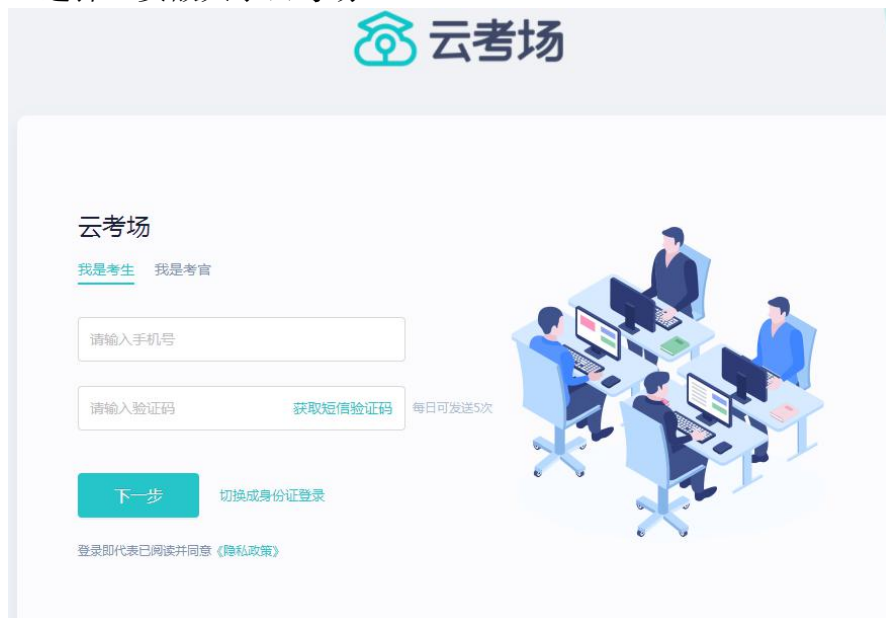 云考场
云考场
我是考生 我是考官
请输入手机号
请输入验证码 获取短信验证码 每日可发送5次
下一步 切换成身份证登录
登录即代表已阅读并同意《隐私政策》